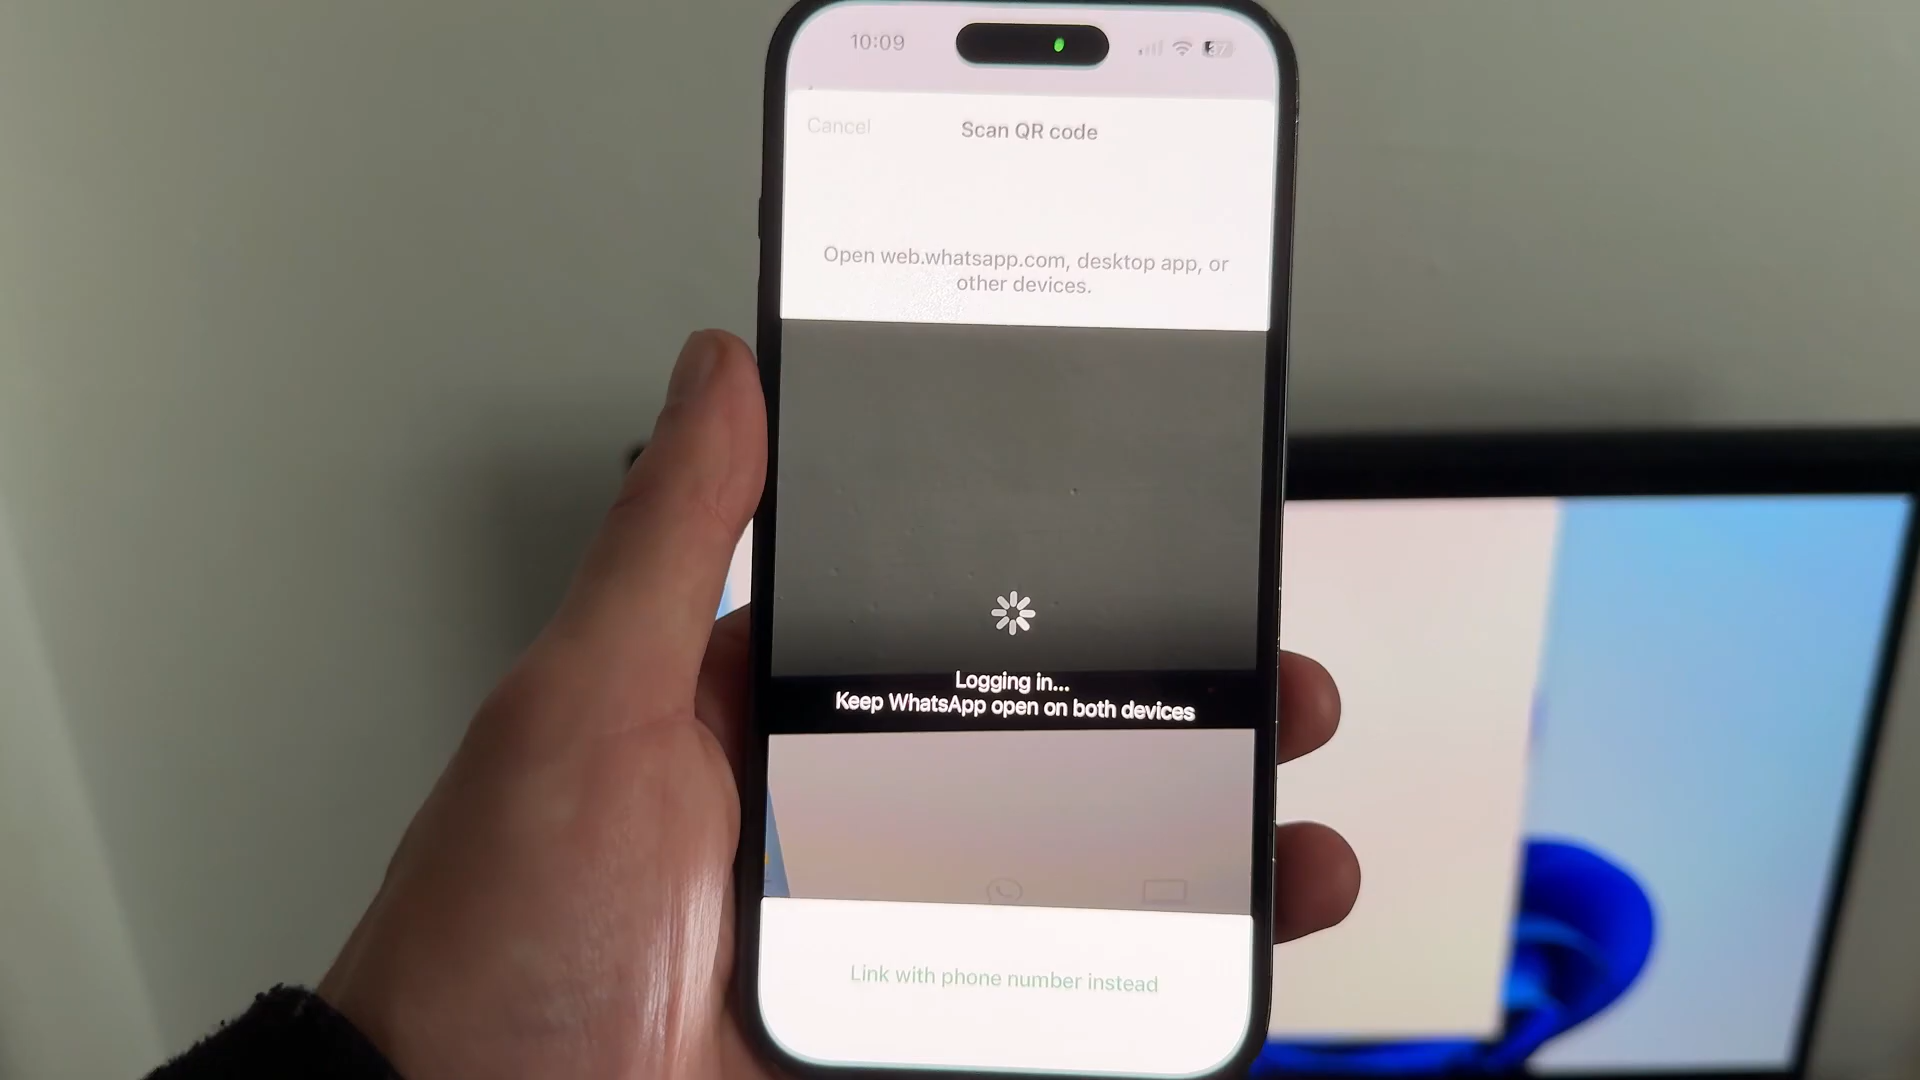 10:09
37
Cancel
Scan QR code
Open web.whatsapp.com, desktop app, or
other devices.
Logging in...
Keep WhatsApp open on both devices
Link with phone number instead